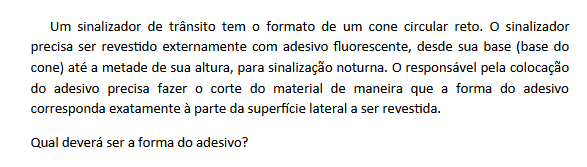 Um sinalizador de trânsito tem o formato de um cone circular reto. O sinalizador
precisa ser revestido externamente com adesivo fluorescente, desde sua base (base do
cone) até a metade de sua altura, para sinalização noturna. O responsável pela colocação
do adesivo precisa fazer o corte do material de maneira que a forma do adesivo
corresponda exatamente à parte da superfície lateral a ser revestida.
Qual deverá ser a forma do adesivo?